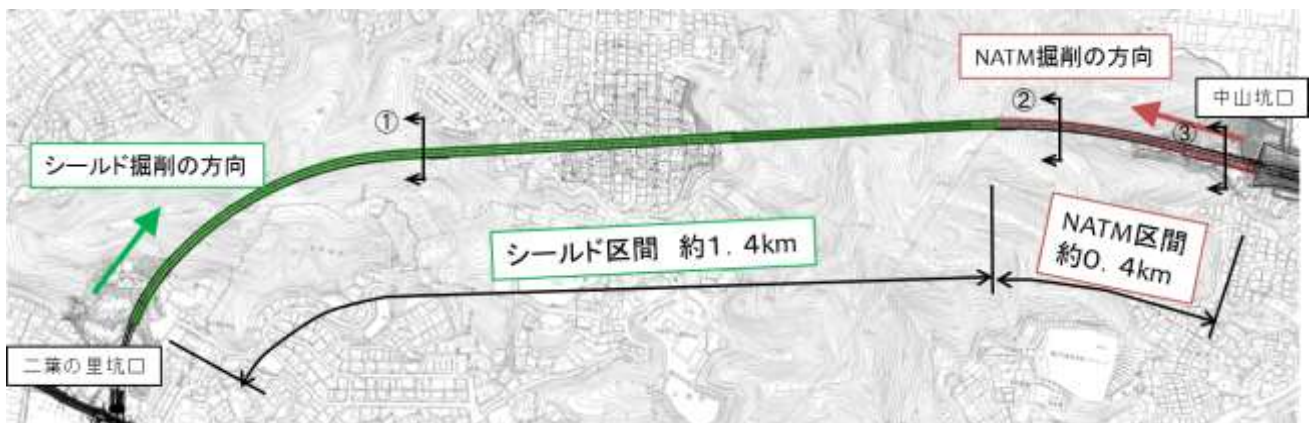 NATM掘削の方向
②
中山坑口
①
③
シールド掘削の方向
シールド区間　約1．4km
NATM区間
約0．4km
二葉の里坑口